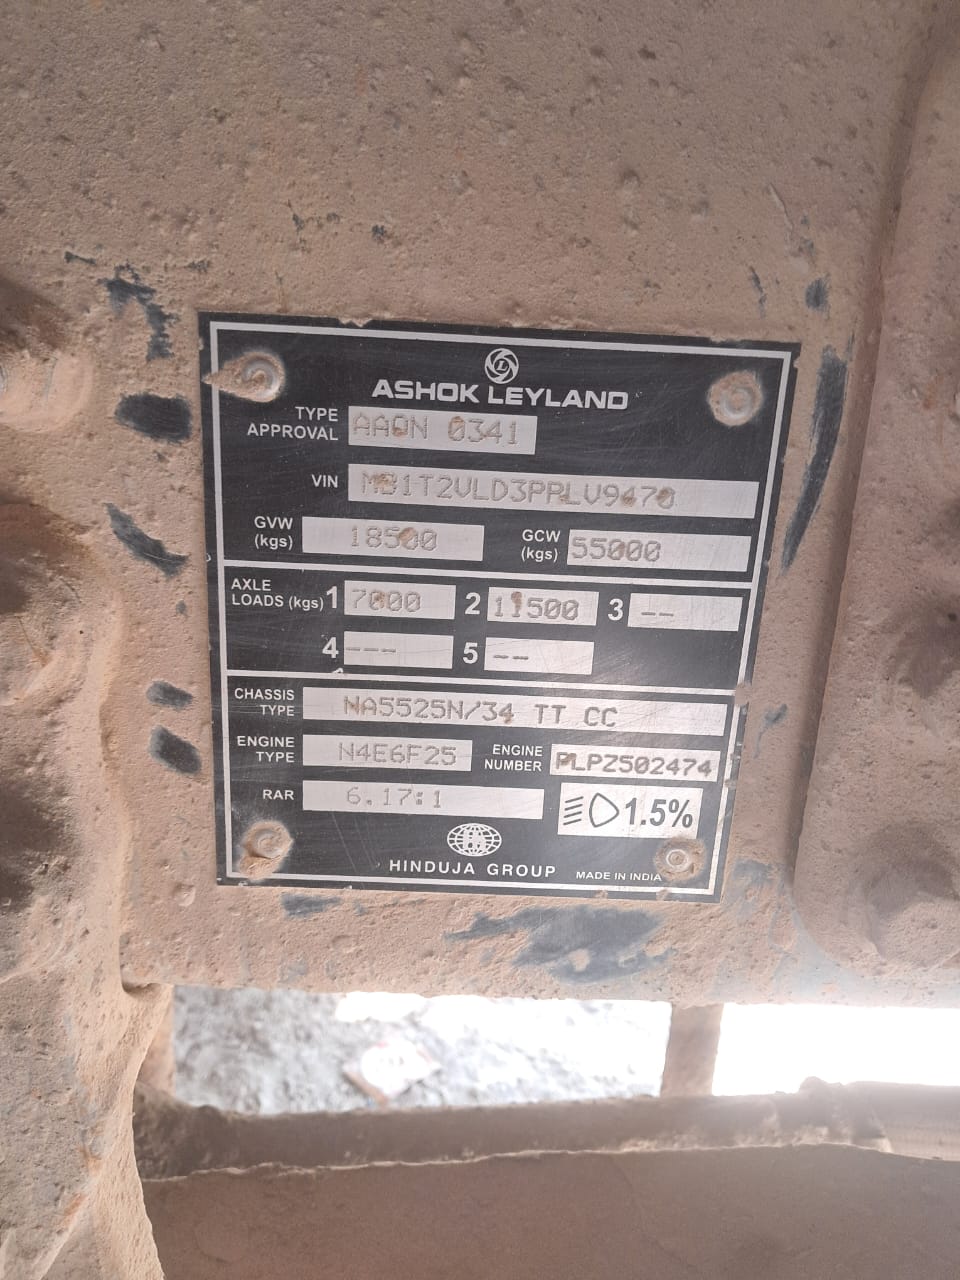 ASHOK LEYLAND
TYPE APPROVAL AAQN 0341
VIN MB1T2VLD3PPLV9470
GVW (kgs) 18500 GCW (kgs) 55000
AXLE LOADS (kgs) 1 7000 2 11500 3 --
4 --- 5 --
CHASSIS TYPE NA5525N/34 TT CC
ENGINE TYPE N4E6F25 ENGINE NUMBER PLPZ502474
RAR 6.17:1 1.5%
HINDUJA GROUP MADE IN INDIA